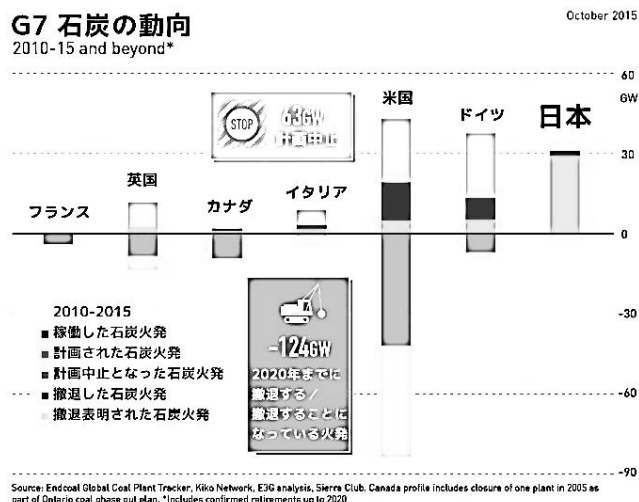 G7 石炭の動向
October 2015
2010-15 and beyond*
60
GW
米国
ドイツ
日本
STOP
63GW
計画中止
30
英国
イタリア
フランス
カナダ
0
2010-2015
稼働した石炭火発
計画された石炭火発
計画中止となった石炭火発
撤退した石炭火発
撤退表明された石炭火発
-124GW
2020年までに
撤退する/
撤退することに
なっている火発
-30
-60
-90
Source: Endcoal Global Coal Plant Tracker, Kiko Network, E3G analysis, Sierra Club. Canada profile includes closure of one plant in 2005 as
part of Ontario coal phase out plan. *Includes confirmed retirements up to 2020